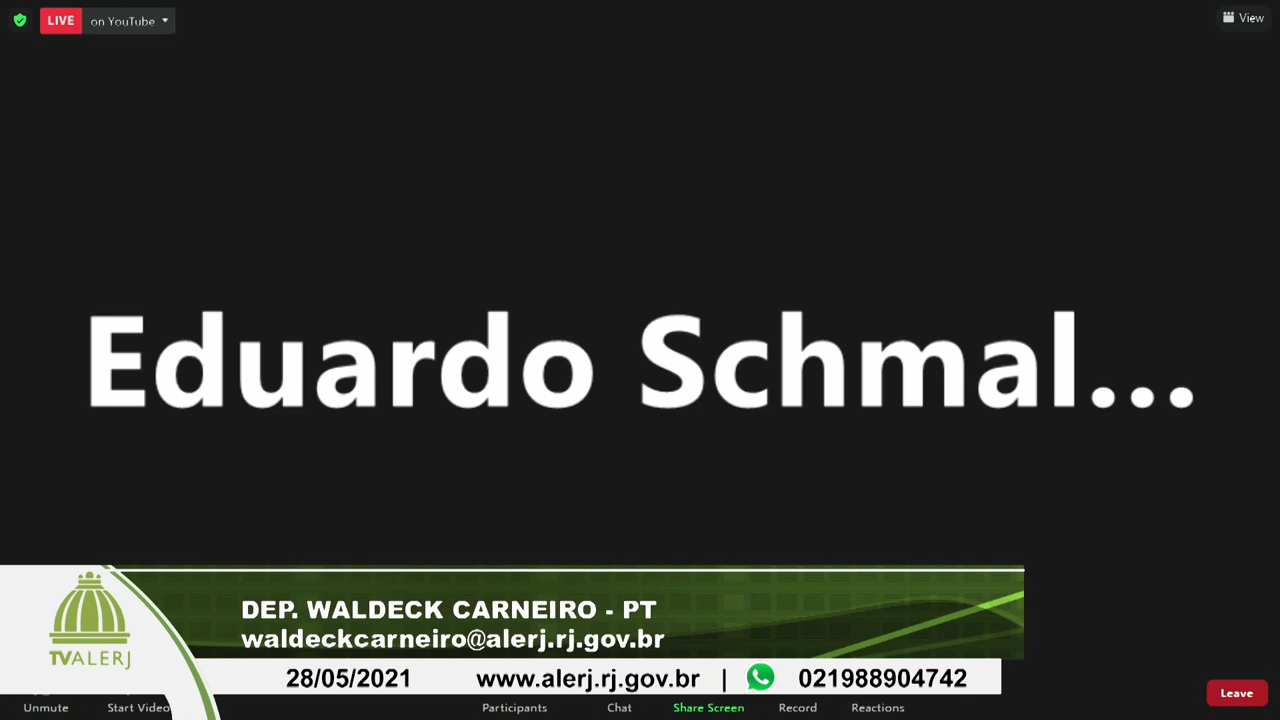 LIVE on YouTube
View
Eduardo Schmal...
DEP. WALDECK CARNEIRO - PT
waldeckcarneiro@alerj.rj.gov.br
TVALERJ
28/05/2021 www.alerj.rj.gov.br | 021988904742
Unmute Start Video Participants Chat Share Screen Record Reactions Leave